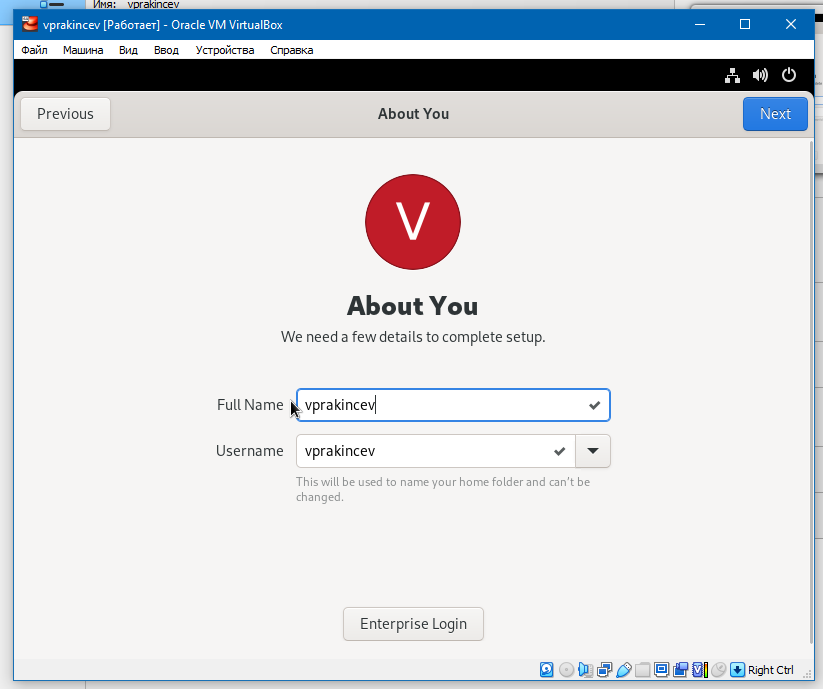 Имя: vprakincev
vprakincev [Работает] - Oracle VM VirtualBox
Файл Машина Вид Ввод Устройства Справка
Previous About You Next
V
About You
We need a few details to complete setup.
Full Name vprakincev
Username vprakincev
This will be used to name your home folder and can't be
changed.
Enterprise Login
Right Ctrl